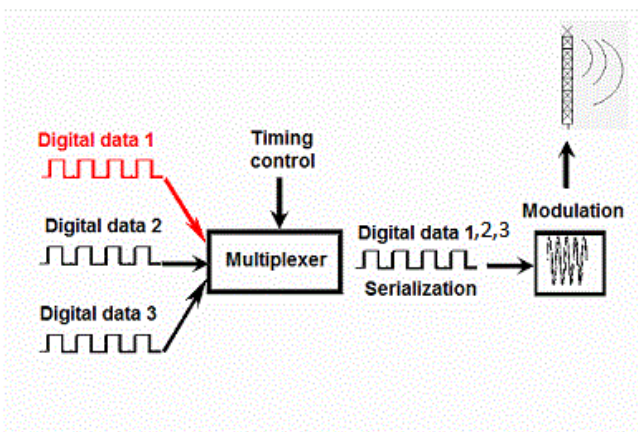 Digital data 1
Timing
control
Digital data 2
Multiplexer
Digital data 1,2,3
Serialization
Modulation
Digital data 3